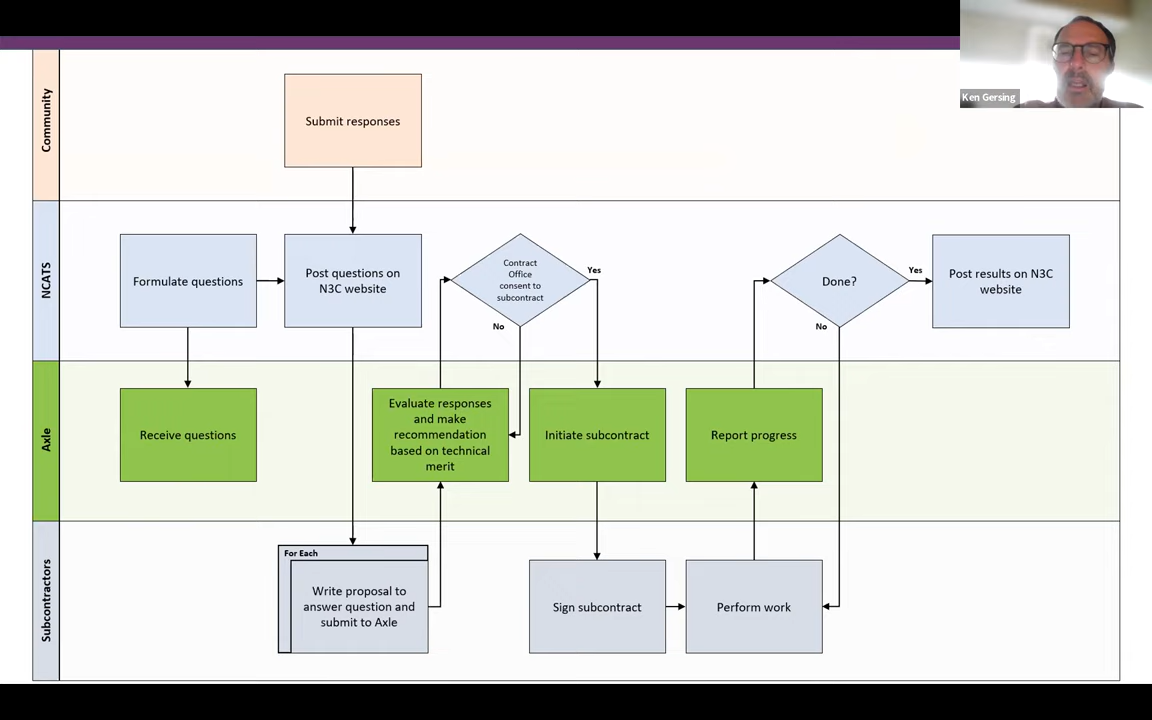 Ken Gersing
Community
Submit responses
NCATS
Formulate questions
Post questions on
N3C website
Contract
Office
consent to
subcontract
Yes
No
Done?
Yes
No
Post results on N3C
website
Axle
Receive questions
Evaluate responses
and make
recommendation
based on technical
merit
Initiate subcontract
Report progress
Subcontractors
For Each
Write proposal to
answer question and
submit to Axle
Sign subcontract
Perform work